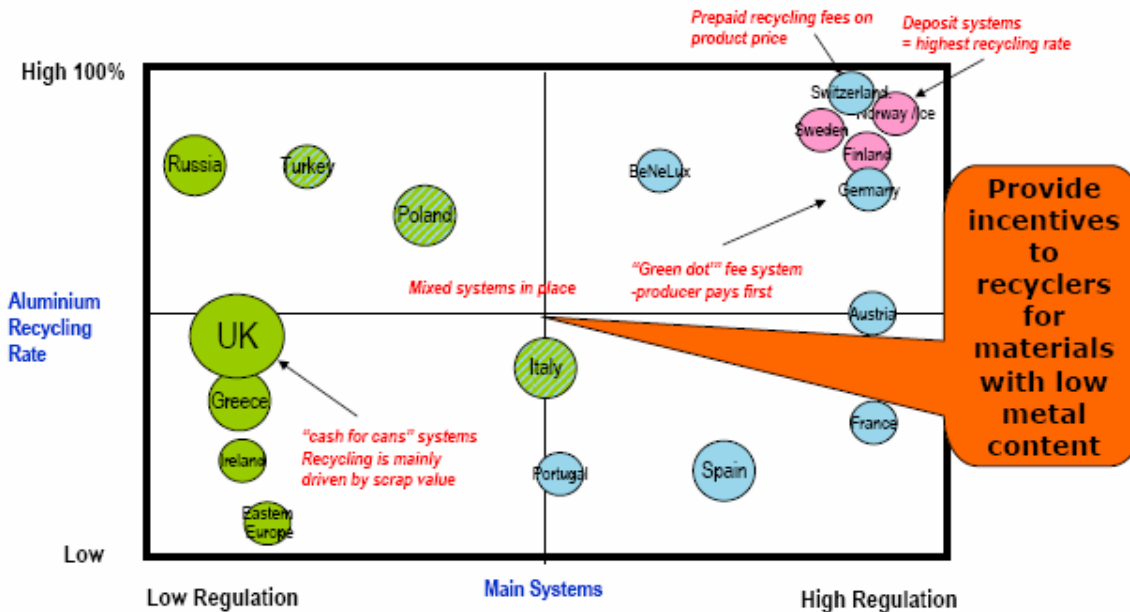 Prepaid recycling fees on
product price
Deposit systems
= highest recycling rate
High 100%
Switzerland.
Norway /Ice
Sweden
Finland
Russia
Turkey
BeNeLux
Germany
Poland
Provide
incentives
to
recyclers
for
materials
with low
metal
content
"Green dot'" fee system
-producer pays first
Mixed systems in place
Aluminium
Recycling
Rate
Austria
UK
Italy
Greece
France
"cash for cans" systems
Recycling is mainly
driven by scrap value
Ireland
Portugal
Spain
Eastern
Europe
Low
Low Regulation
Main Systems
High Regulation